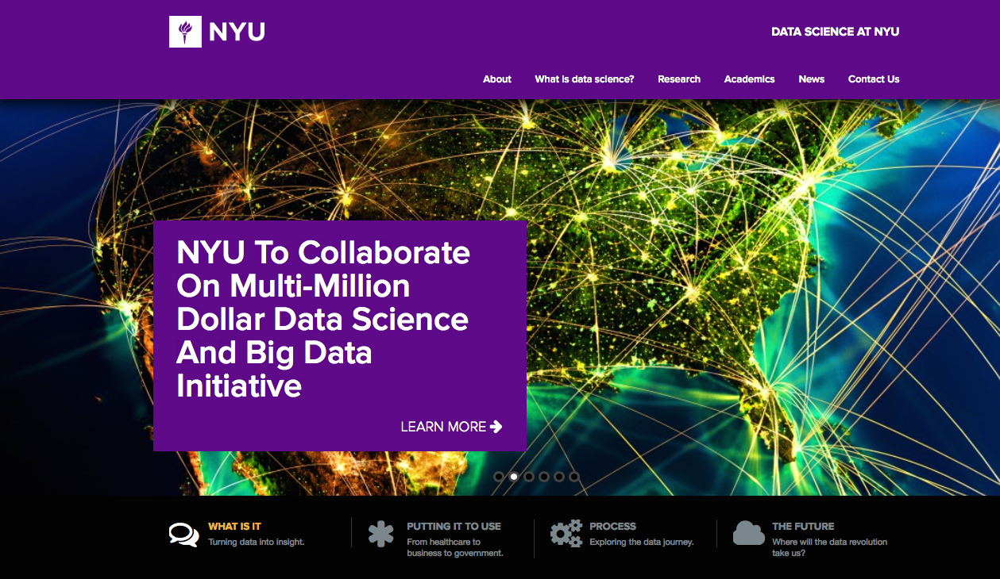 NYU
DATA SCIENCE AT NYU
About What is data science? Research Academics News Contact Us
NYU To Collaborate
On Multi-Million
Dollar Data Science
And Big Data
Initiative
LEARN MORE
WHAT IS IT
Turning data into insight.
PUTTING IT TO USE
From healthcare to
business to government.
PROCESS
Exploring the data journey.
THE FUTURE
Where will the data revolution
take us?